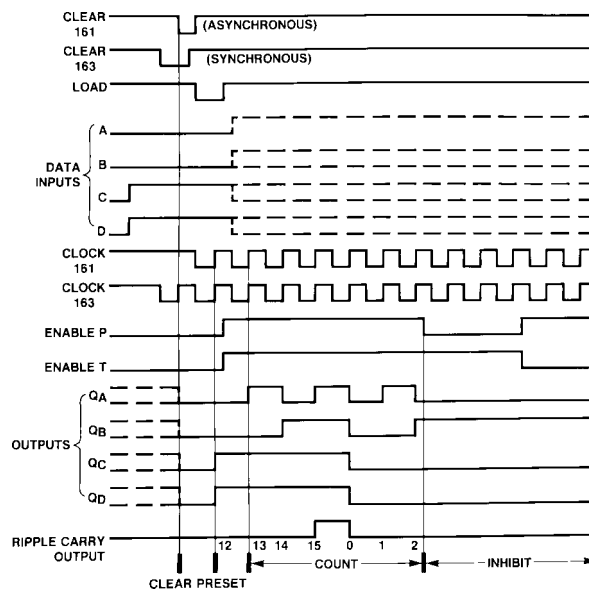 CLEAR
161
(ASYNCHRONOUS)
CLEAR
163
(SYNCHRONOUS)
LOAD
DATA
INPUTS
A
B
C
D
CLOCK
161
CLOCK
163
ENABLE P
ENABLE T
OUTPUTS
QA
QB
QC
QD
RIPPLE CARRY
OUTPUT
12 13 14 15 0 1 2
COUNT
INHIBIT
CLEAR PRESET